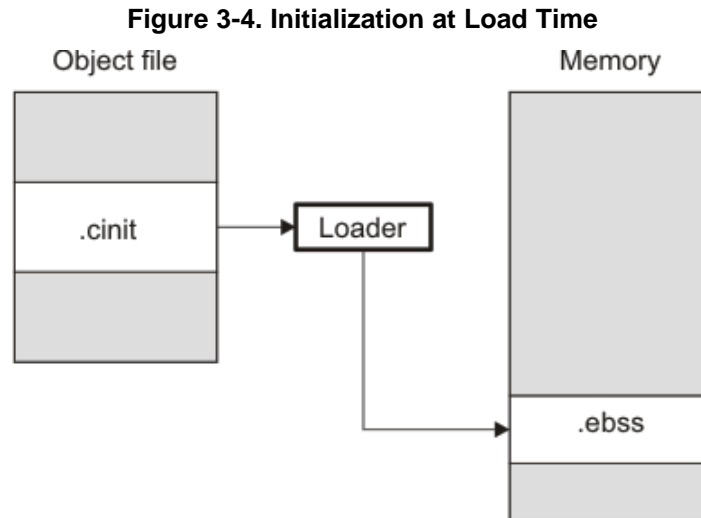 Figure 3-4. Initialization at Load Time
Object file
Memory
.cinit
Loader
.ebss